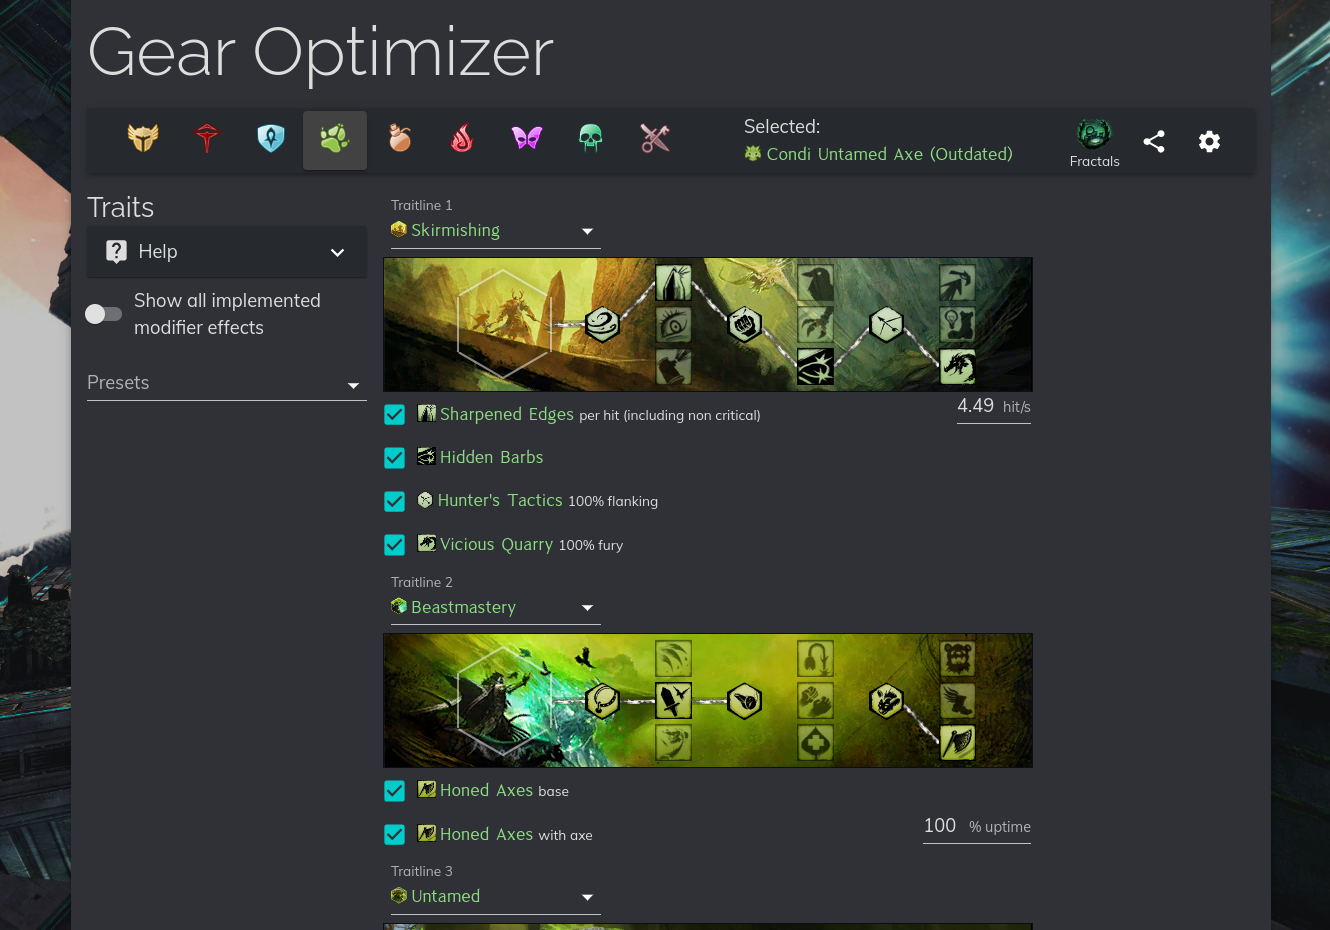 Gear Optimizer
Selected:
Condi Untamed Axe (Outdated)
Fractals
Traits
Help
Show all implemented
modifier effects
Presets
Traitline 1
Skirmishing
Sharpened Edges per hit (including non critical)
4.49 hit/s
Hidden Barbs
Hunter's Tactics 100% flanking
Vicious Quarry 100% fury
Traitline 2
Beastmastery
Honed Axes base
Honed Axes with axe
100 % uptime
Traitline 3
Untamed